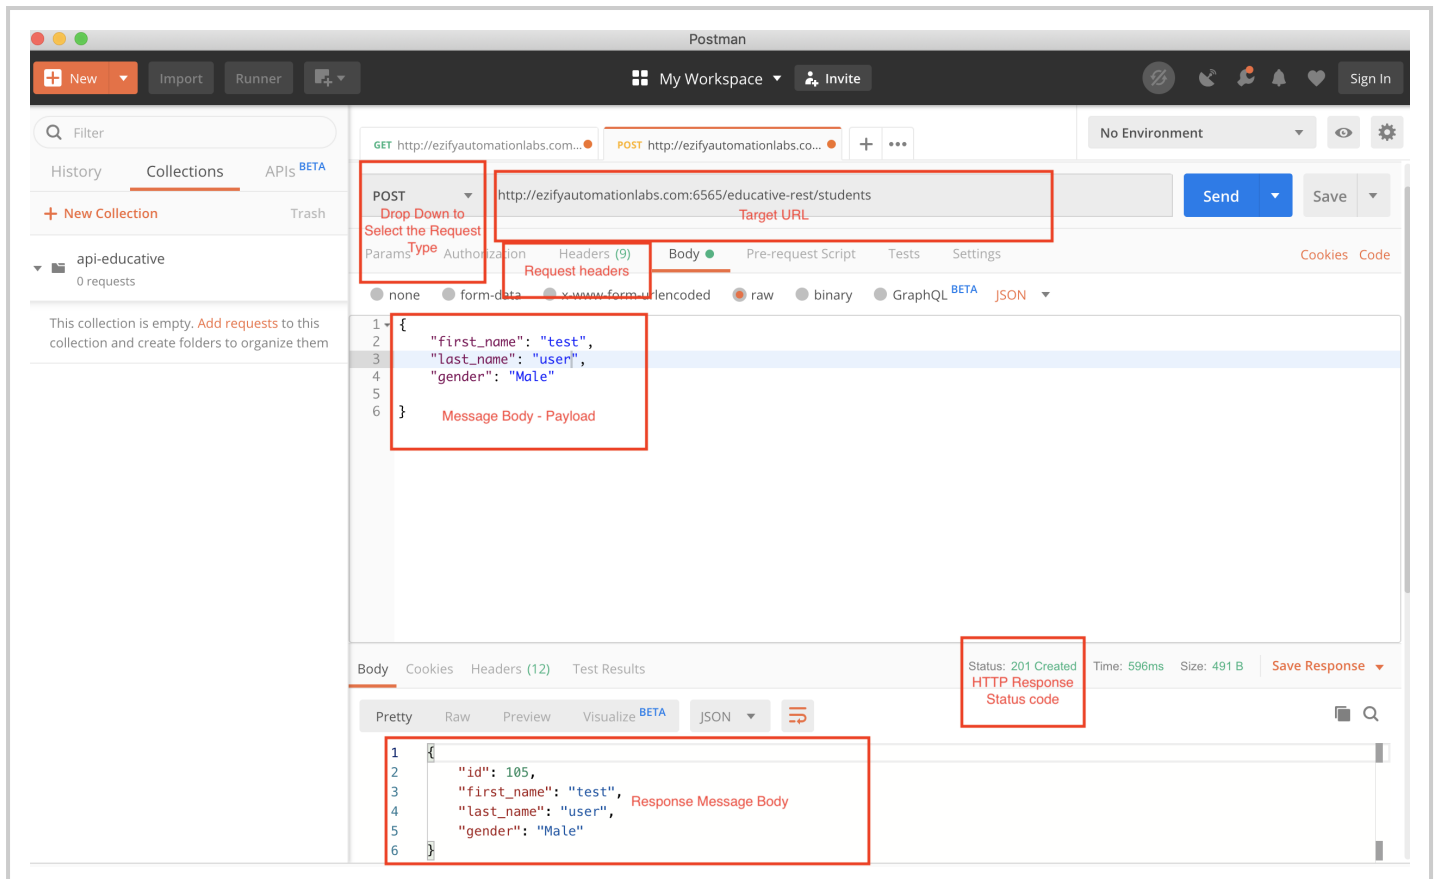 Postman
New
Import
Runner
My Workspace
Invite
Sign In
Filter
History
Collections
APIs BETA
New Collection
Trash
api-educative
0 requests
This collection is empty. Add requests to this
collection and create folders to organize them
GET http://ezifyautomationlabs.com...
POST http://ezifyautomationlabs.co...
No Environment
POST
http://ezifyautomationlabs.com:6565/educative-rest/students
Send
Save
Drop Down to
Select the Request
Type
Target URL
Params
Authorization
Headers (9)
Body
Pre-request Script
Tests
Settings
Cookies
Code
Request headers
none
form-data
x-www-form-urlencoded
raw
binary
GraphQL BETA
JSON
1 {
2 "first_name": "test",
3 "last_name": "user",
4 "gender": "Male"
5
6 }
Message Body - Payload
Body
Cookies
Headers (12)
Test Results
Status: 201 Created
Time: 596ms
Size: 491 B
Save Response
HTTP Response
Status code
Pretty
Raw
Preview
Visualize BETA
JSON
1 {
2 "id": 105,
3 "first_name": "test",
4 "last_name": "user",
5 "gender": "Male"
6 }
Response Message Body